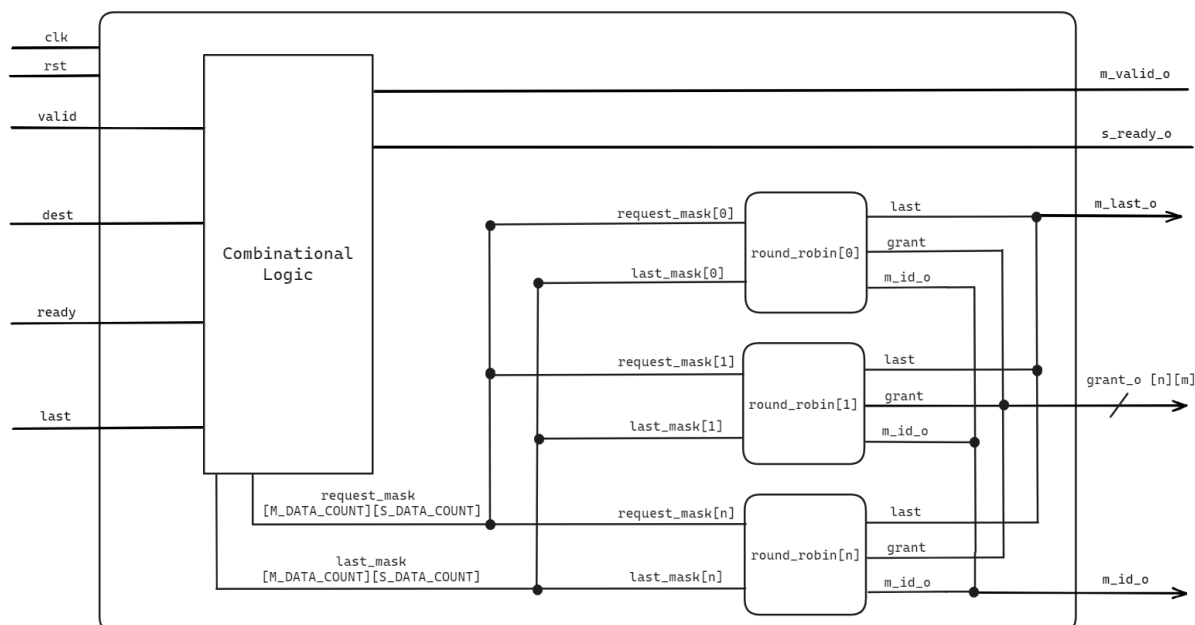 clk
rst
valid
dest
ready
last
Combinational
Logic
m_valid_o
s_ready_o
request_mask[0]
last_mask[0]
round_robin[0]
last
grant
m_id_o
m_last_o
request_mask[1]
last_mask[1]
round_robin[1]
last
grant
m_id_o
grant_o [n][m]
request_mask
[M_DATA_COUNT][S_DATA_COUNT]
last_mask
[M_DATA_COUNT][S_DATA_COUNT]
request_mask[n]
last_mask[n]
round_robin[n]
last
grant
m_id_o
m_id_o